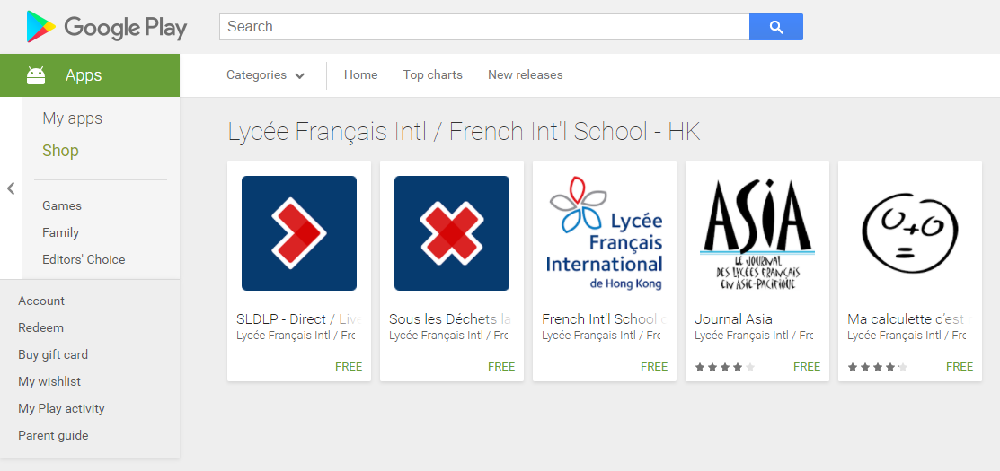 Google Play
Search
Apps
Categories
Home
Top charts
New releases
My apps
Shop
Games
Family
Editors' Choice
Account
Redeem
Buy gift card
My wishlist
My Play activity
Parent guide
Lycée Français Intl / French Int'l School - HK
SLDLP - Direct / Live
Lycée Français Intl / Fre
FREE
Sous les Déchets la
Lycée Français Intl / Fre
FREE
Lycée
Français
International
de Hong Kong
French Int'l School o
Lycée Français Intl / Fre
FREE
ASIA
LE JOURNAL
DES LYCÉES FRANÇAIS
EN ASIE-PACIFIQUE
Journal Asia
Lycée Français Intl / Fre
FREE
Ma calculette c'est
Lycée Français Intl / Fre
FREE